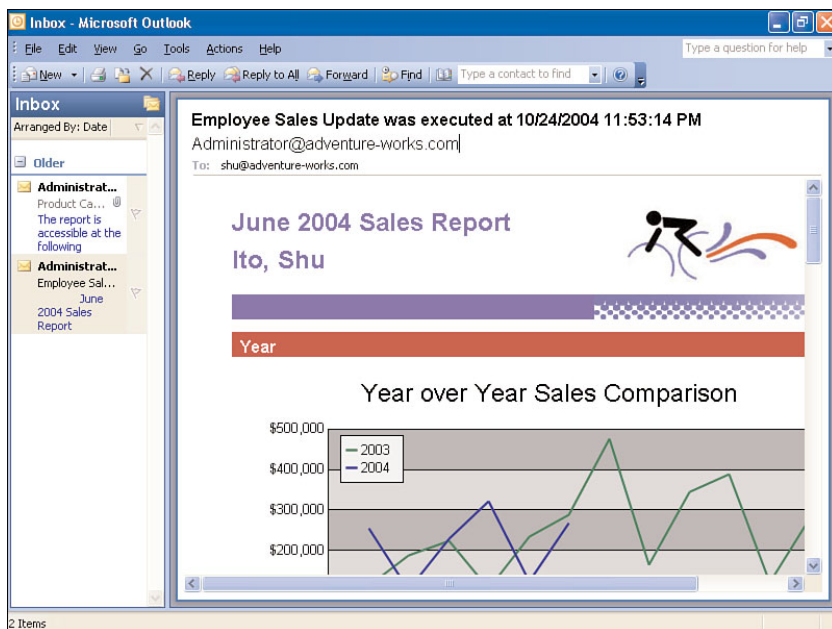 Inbox - Microsoft Outlook
File Edit View Go Tools Actions Help
Type a question for help
New Reply Reply to All Forward Find Type a contact to find
Inbox
Arranged By: Date
Older
Administrat...
Product Ca...
The report is
accessible at the
following
Administrat...
Employee Sal...
June
2004 Sales
Report
Employee Sales Update was executed at 10/24/2004 11:53:14 PM
Administrator@adventure-works.com
To: shu@adventure-works.com
June 2004 Sales Report
Ito, Shu
Year
Year over Year Sales Comparison
$500,000
2003
2004
$400,000
$300,000
$200,000
2 Items